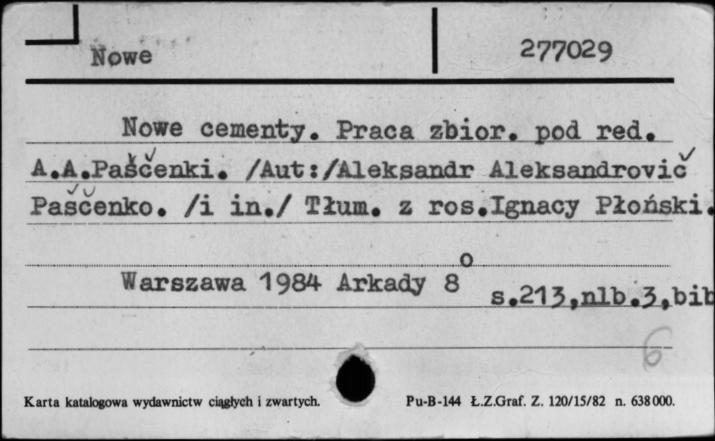 Nowe
277029
Nowe cementy. Praca zbior. pod red.
A.A.Paščenki. /Aut:/Aleksandr Aleksandrovič
Paščenko. /i in./ Tłum. z ros.Ignacy Płoński.
Warszawa 1984 Arkady 8° s.213,nlb.3,bib
6
Karta katalogowa wydawnictw ciągłych i zwartych. Pu-B-144 Ł.Z.Graf. Z. 120/15/82 n. 638000.